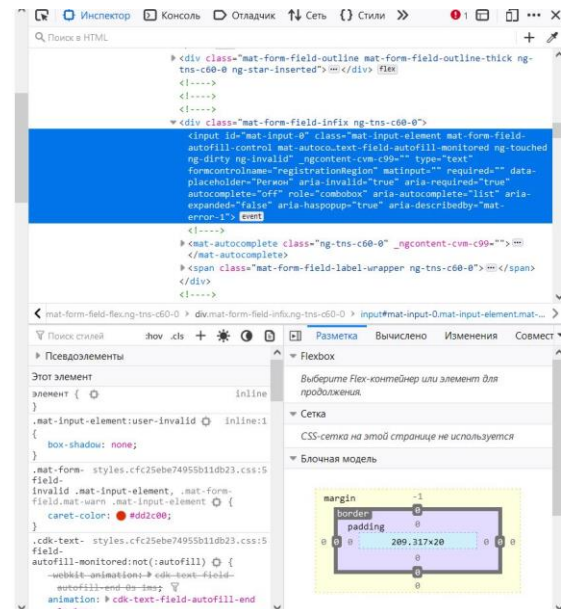 Инспектор Консоль Отладчик Сеть {} Стили 1
Поиск в HTML
<div class="mat-form-field-outline mat-form-field-outline-thick ng-
tns-c60-0 ng-star-inserted"> </div> flex
<!---->
<!---->
<!---->
<div class="mat-form-field-infix ng-tns-c60-0">
<input id="mat-input-0" class="mat-input-element mat-form-field-
autofill-control mat-autoco…text-field-autofill-monitored ng-touched
ng-dirty ng-invalid" _ngcontent-cvm-c99="" type="text"
formcontrolname="registrationRegion" matinput="" required="" data-
placeholder="Регион" aria-invalid="true" aria-required="true"
autocomplete="off" role="combobox" aria-autocomplete="list" aria-
expanded="false" aria-haspopup="true" aria-describedby="mat-
error-1"> event
<!---->
<mat-autocomplete class="ng-tns-c60-0" _ngcontent-cvm-c99="">
</mat-autocomplete>
<span class="mat-form-field-label-wrapper ng-tns-c60-0"> </span>
</div>
<!---->
mat-form-field-flex.ng-tns-c60-0 div.mat-form-field-infix.ng-tns-c60-0 input#mat-input-0.mat-input-element.mat-…
Поиск стилей :hov .cls +
Псевдоэлементы
Этот элемент
элемент { inline
}
.mat-input-element:user-invalid inline:1
{
box-shadow: none;
}
.mat-form- styles.cfc25ebe74955b11db23.css:5
field-
invalid .mat-input-element, .mat-form-
field.mat-warn .mat-input-element {
caret-color: #dd2c00;
}
.cdk-text- styles.cfc25ebe74955b11db23.css:5
field-
autofill-monitored:not(:autofill) {
-webkit-animation: cdk-text-field-
autofill-end 0s 1ms;
animation: cdk-text-field-autofill-end
Разметка Вычислено Изменения Совмест
Flexbox
Выберите Flex-контейнер или элемент для
продолжения.
Сетка
CSS-сетка на этой странице не используется
Блочная модель
margin -1
border 0
padding 0
0 0 0 209.317×20 0 0 0
0
0
0